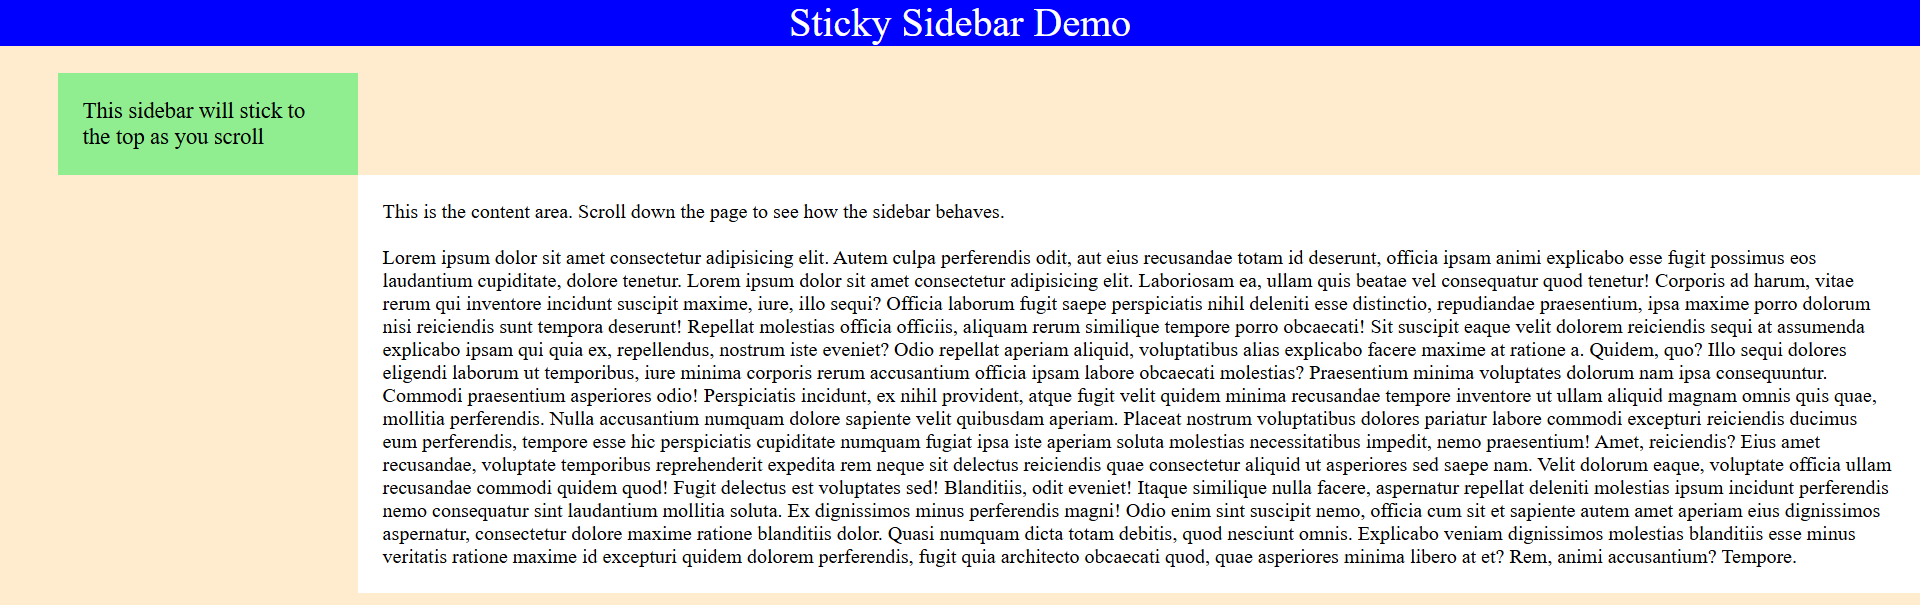 Sticky Sidebar Demo
This sidebar will stick to
the top as you scroll
This is the content area. Scroll down the page to see how the sidebar behaves.
Lorem ipsum dolor sit amet consectetur adipisicing elit. Autem culpa perferendis odit, aut eius recusandae totam id deserunt, officia ipsam animi explicabo esse fugit possimus eos
laudantium cupiditate, dolore tenetur. Lorem ipsum dolor sit amet consectetur adipisicing elit. Laboriosam ea, ullam quis beatae vel consequatur quod tenetur! Corporis ad harum, vitae
rerum qui inventore incidunt suscipit maxime, iure, illo sequi? Officia laborum fugit saepe perspiciatis nihil deleniti esse distinctio, repudiandae praesentium, ipsa maxime porro dolorum
nisi reiciendis sunt tempora deserunt! Repellat molestias officia officiis, aliquam rerum similique tempore porro obcaecati! Sit suscipit eaque velit dolorem reiciendis sequi at assumenda
explicabo ipsam qui quia ex, repellendus, nostrum iste eveniet? Odio repellat aperiam aliquid, voluptatibus alias explicabo facere maxime at ratione a. Quidem, quo? Illo sequi dolores
eligendi laborum ut temporibus, iure minima corporis rerum accusantium officia ipsam labore obcaecati molestias? Praesentium minima voluptates dolorum nam ipsa consequuntur.
Commodi praesentium asperiores odio! Perspiciatis incidunt, ex nihil provident, atque fugit velit quidem minima recusandae tempore inventore ut ullam aliquid magnam omnis quis quae,
mollitia perferendis. Nulla accusantium numquam dolore sapiente velit quibusdam aperiam. Placeat nostrum voluptatibus dolores pariatur labore commodi excepturi reiciendis ducimus
eum perferendis, tempore esse hic perspiciatis cupiditate numquam fugiat ipsa iste aperiam soluta molestias necessitatibus impedit, nemo praesentium! Amet, reiciendis? Eius amet
recusandae, voluptate temporibus reprehenderit expedita rem neque sit delectus reiciendis quae consectetur aliquid ut asperiores sed saepe nam. Velit dolorum eaque, voluptate officia ullam
recusandae commodi quidem quod! Fugit delectus est voluptates sed! Blanditiis, odit eveniet! Itaque similique nulla facere, aspernatur repellat deleniti molestias ipsum incidunt perferendis
nemo consequatur sint laudantium mollitia soluta. Ex dignissimos minus perferendis magni! Odio enim sint suscipit nemo, officia cum sit et sapiente autem amet aperiam eius dignissimos
aspernatur, consectetur dolore maxime ratione blanditiis dolor. Quasi numquam dicta totam debitis, quod nesciunt omnis. Explicabo veniam dignissimos molestias blanditiis esse minus
veritatis ratione maxime id excepturi quidem dolorem perferendis, fugit quia architecto obcaecati quod, quae asperiores minima libero at et? Rem, animi accusantium? Tempore.